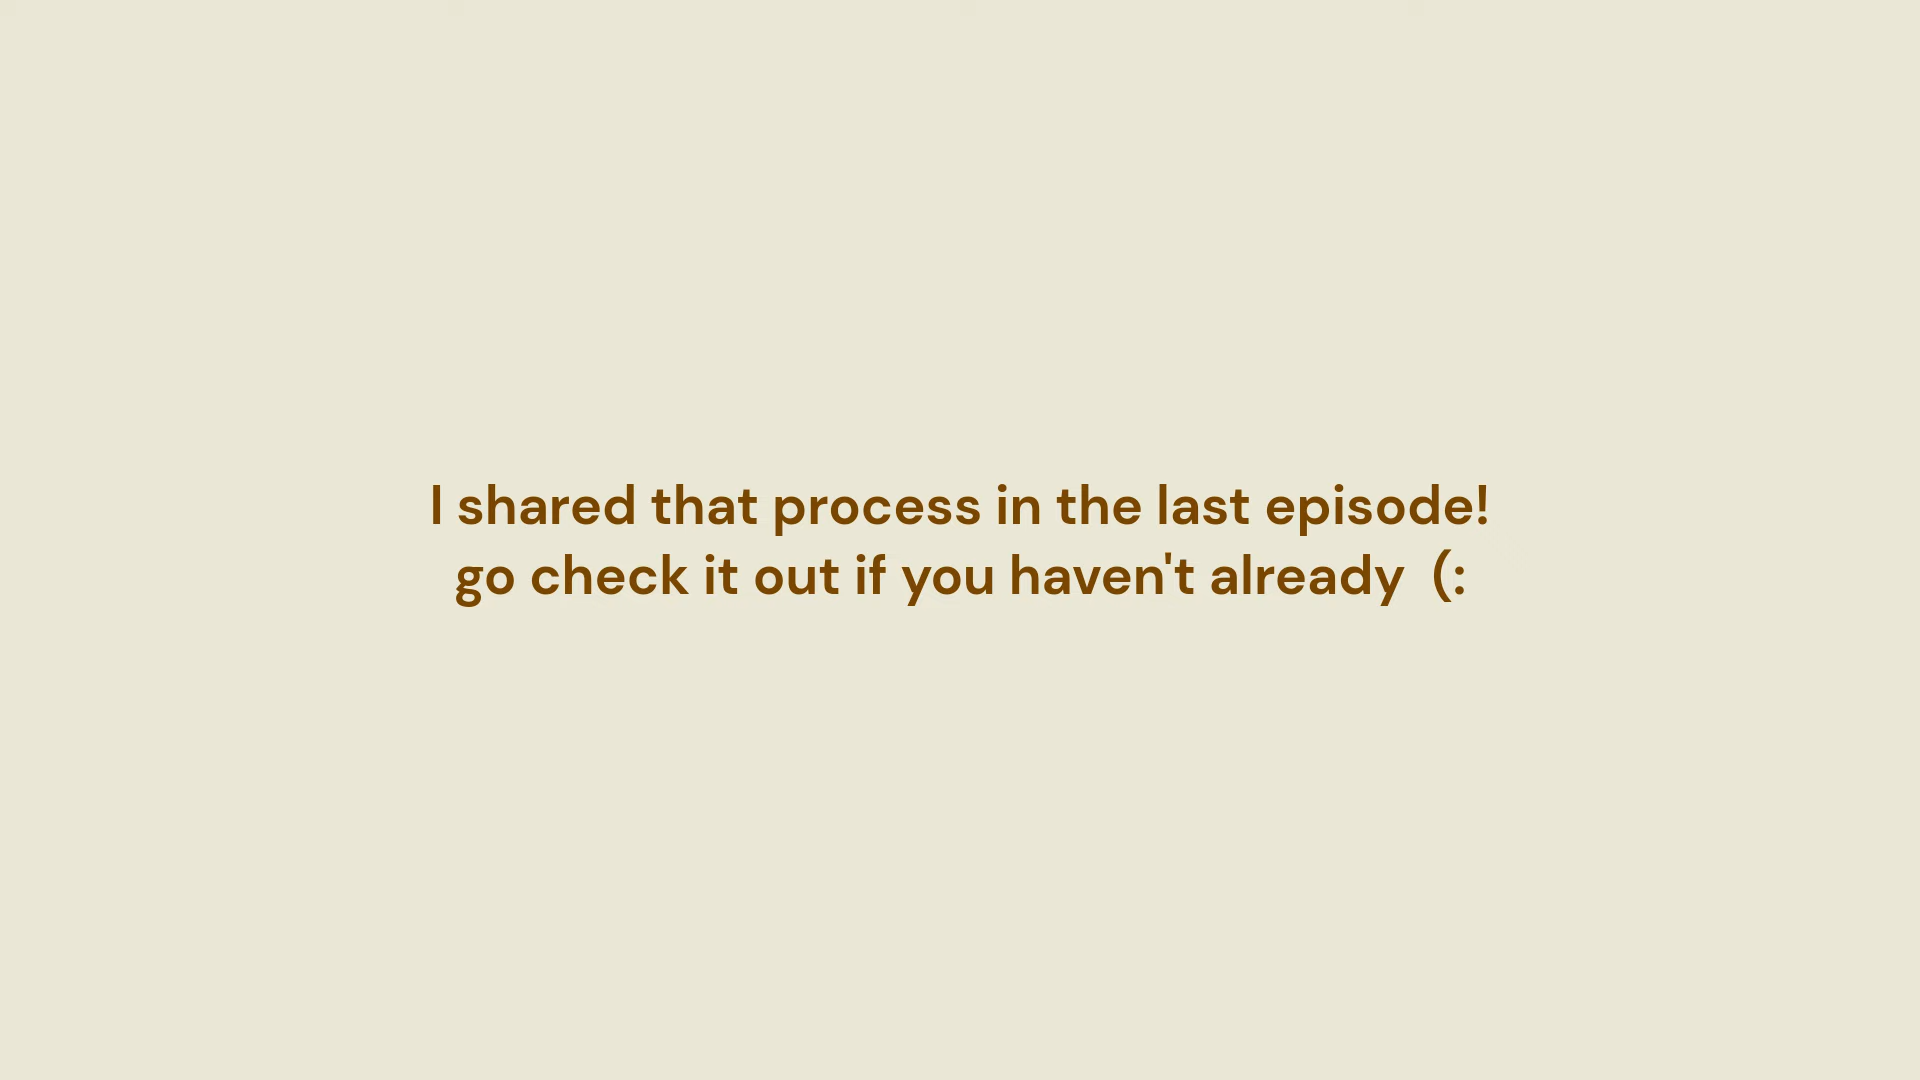 I shared that process in the last episode!
go check it out if you haven't already  (: